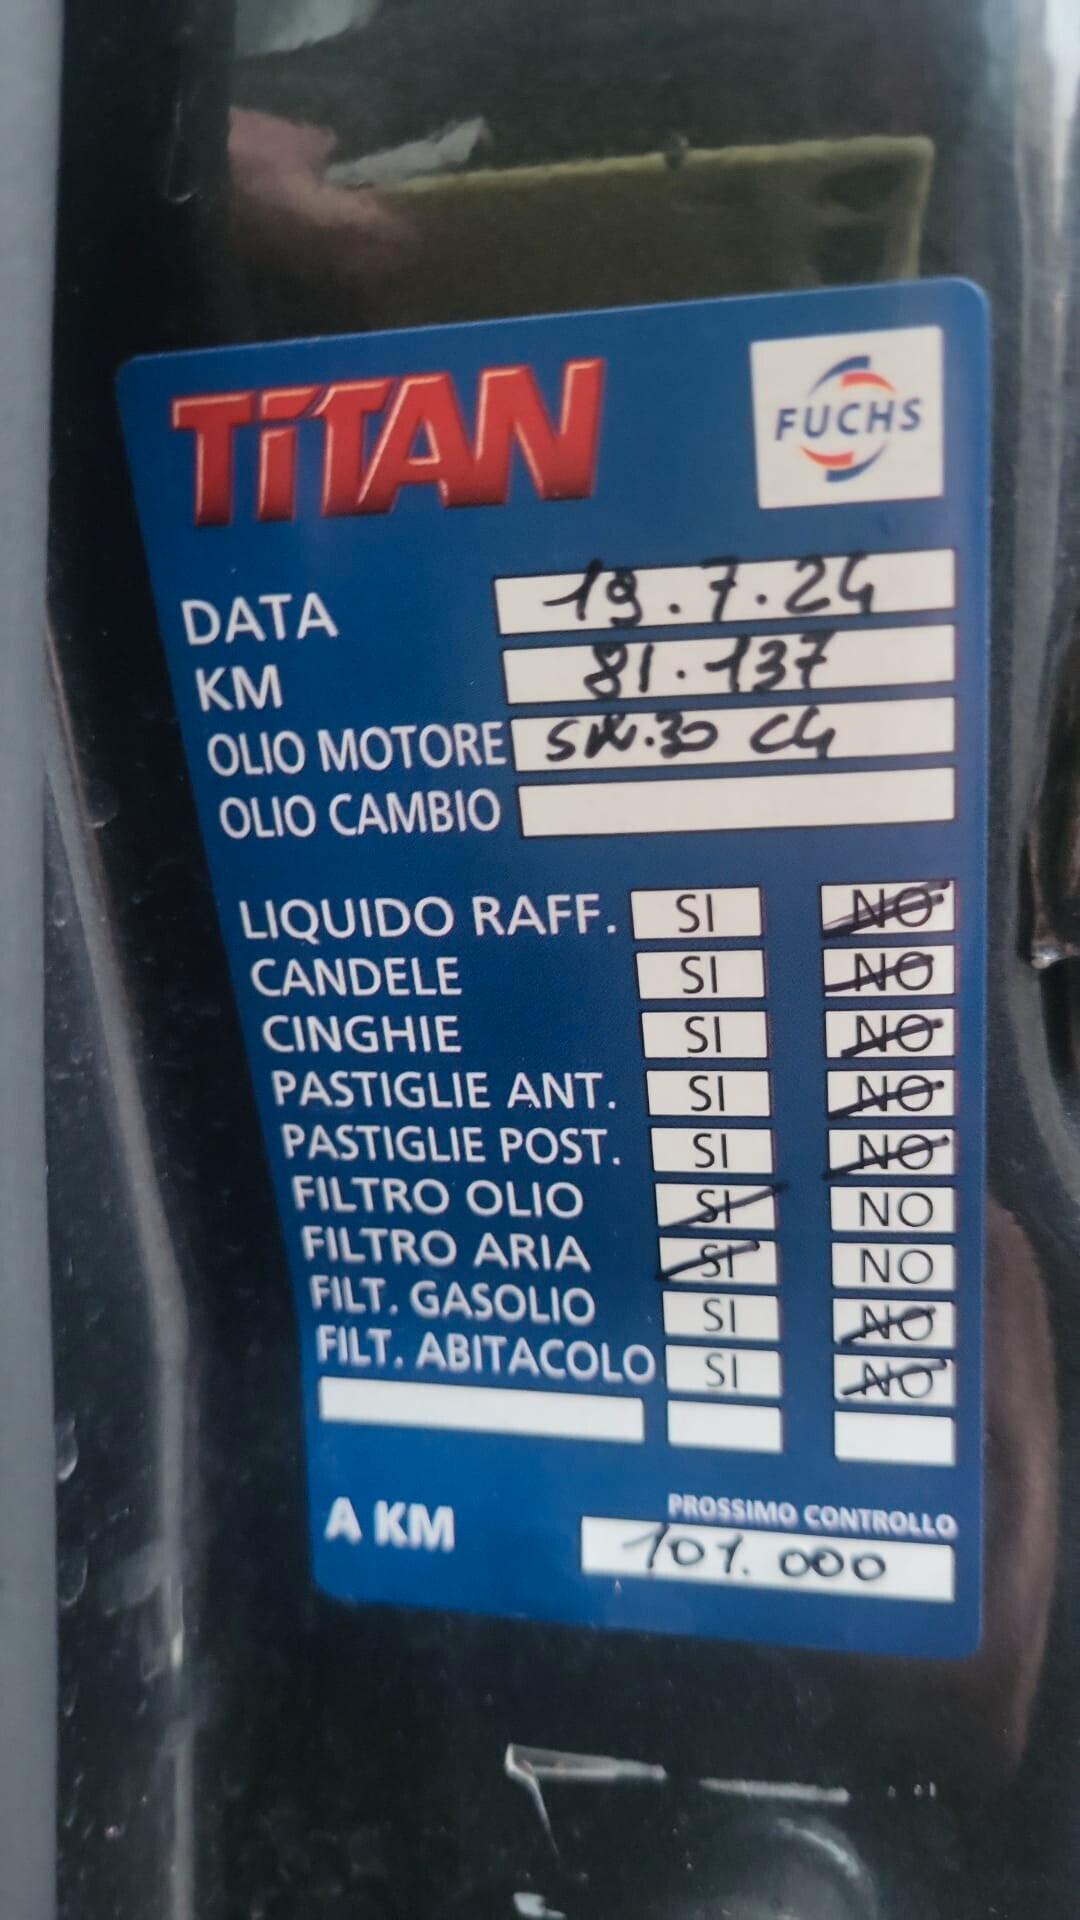 TiTAN
FUCHS
DATA 19.7.24
KM 81.137
OLIO MOTORE 5W.30 C4
OLIO CAMBIO
LIQUIDO RAFF. SI NO
CANDELE SI NO
CINGHIE SI NO
PASTIGLIE ANT. SI NO
PASTIGLIE POST. SI NO
FILTRO OLIO SI NO
FILTRO ARIA SI NO
FILT. GASOLIO SI NO
FILT. ABITACOLO SI NO
PROSSIMO CONTROLLO
A KM 101.000